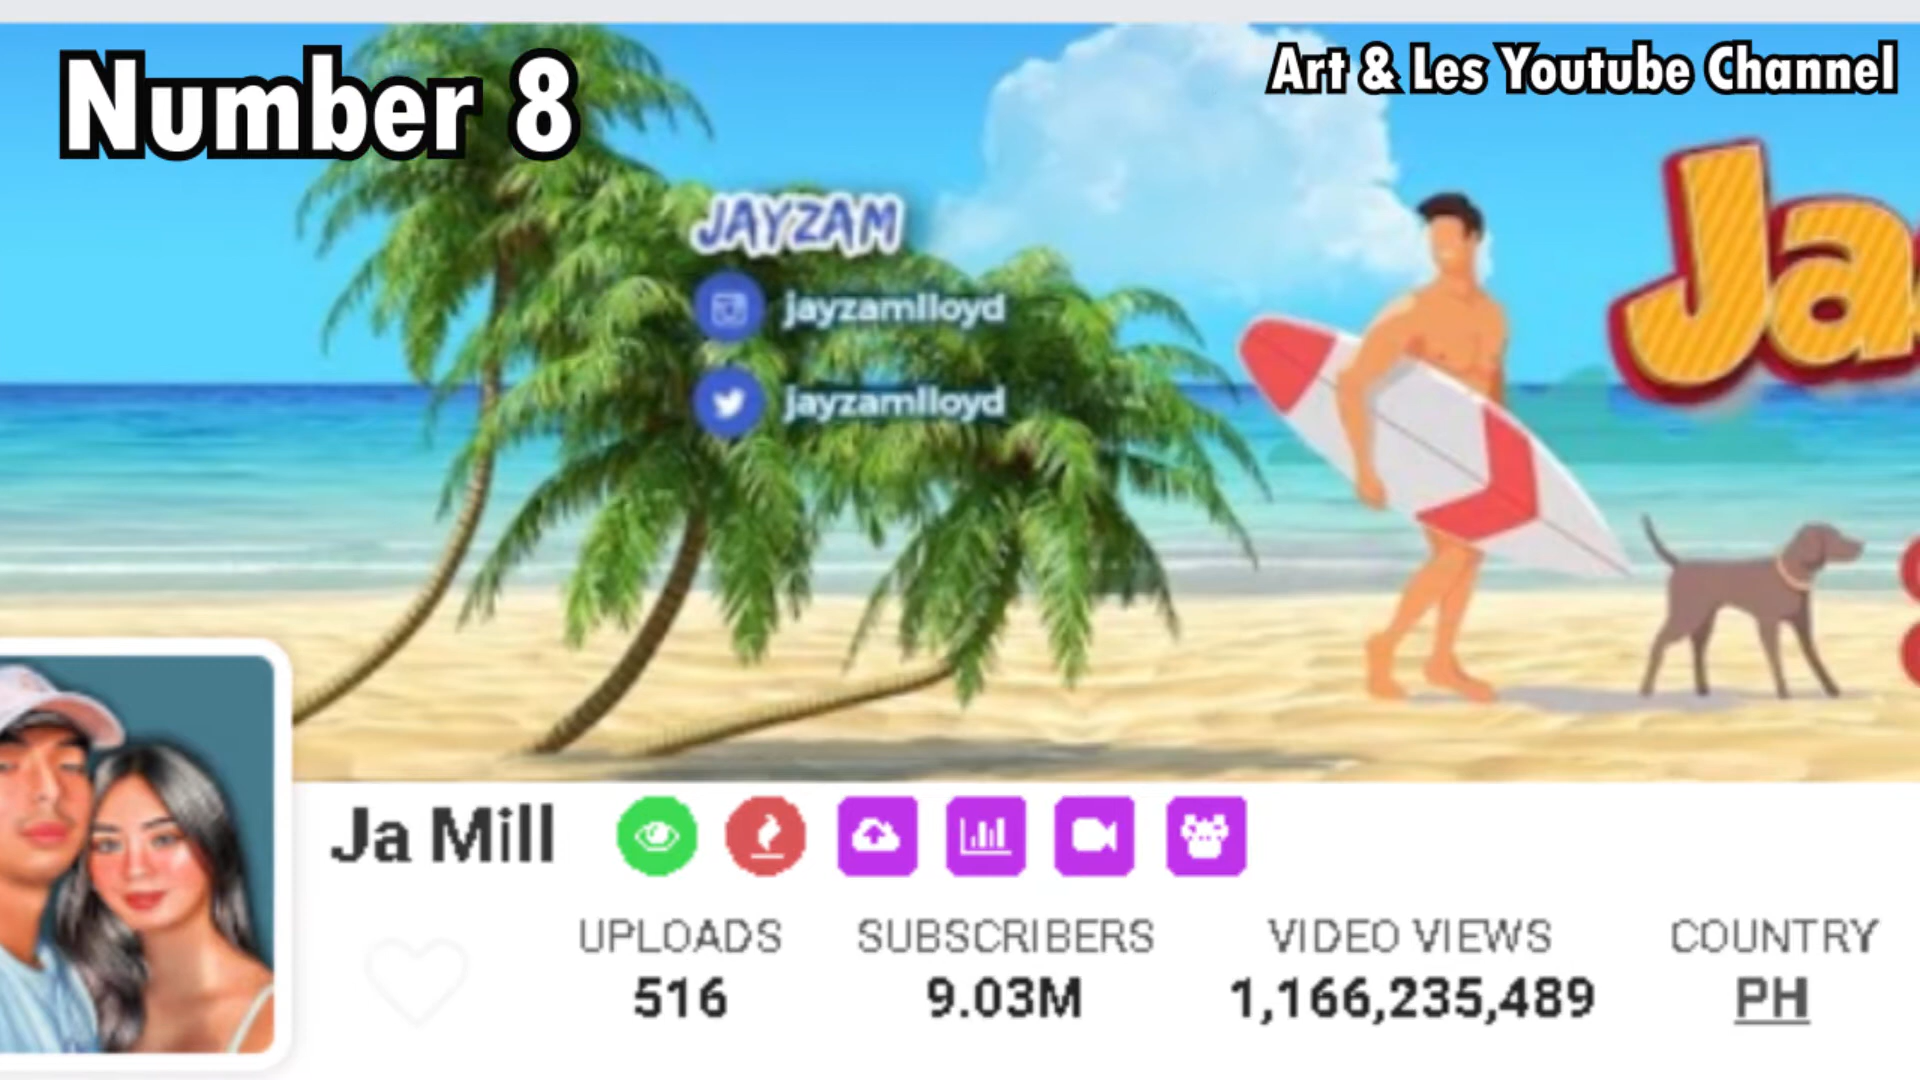 Number 8
Art & Les Youtube Channel
JAYZAM
jayzamlloyd
jayzamlloyd
Ja
Ja Mill
UPLOADS
516
SUBSCRIBERS
9.03M
VIDEO VIEWS
1,166,235,489
COUNTRY
PH